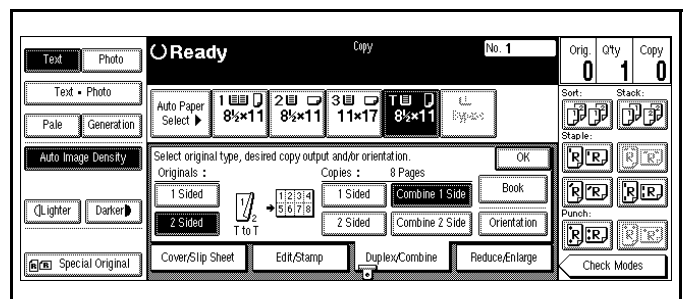 Text
Photo
Text • Photo
Pale
Generation
Auto Image Density
Lighter
Darker
Special Original
Ready
Copy
No. 1
Auto Paper
Select ▶
1
8½×11
2
8½×11
3
11×17
T
8½×11
Bypass
Select original type, desired copy output and/or orientation.
OK
Originals :
Copies :
8 Pages
1 Sided
2 Sided
1 2
T to T
1 2 3 4
5 6 7 8
1 Sided
Combine 1 Side
Book
2 Sided
Combine 2 Side
Orientation
Cover/Slip Sheet
Edit/Stamp
Duplex/Combine
Reduce/Enlarge
Orig.
Q'ty
Copy
0
1
0
Sort:
Stack:
Staple:
Punch:
Check Modes